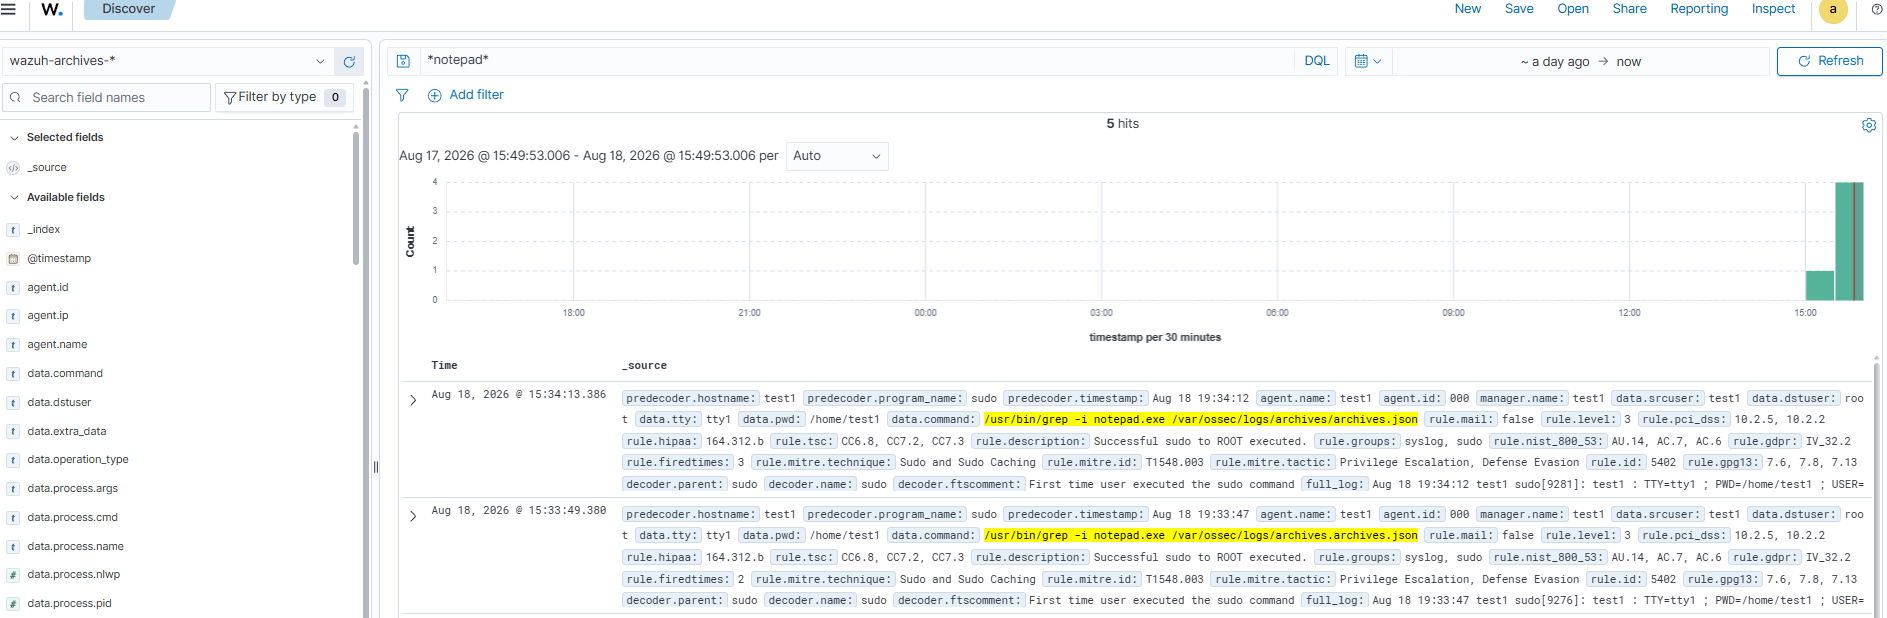 W. Discover New Save Open Share Reporting Inspect a
wazuh-archives-*
*notepad* DQL ~ a day ago → now Refresh
Search field names Filter by type 0
Add filter
Selected fields
_source
Available fields
_index
@timestamp
agent.id
agent.ip
agent.name
data.command
data.dstuser
data.extra_data
data.operation_type
data.process.args
data.process.cmd
data.process.name
data.process.nlwp
data.process.pid
5 hits
Aug 17, 2026 @ 15:49:53.006 - Aug 18, 2026 @ 15:49:53.006 per Auto
4
3
2
1
0
Count
18:00 21:00 00:00 03:00 06:00 09:00 12:00 15:00
timestamp per 30 minutes
Time _source
Aug 18, 2026 @ 15:34:13.386 predecoder.hostname: test1 predecoder.program_name: sudo predecoder.timestamp: Aug 18 19:34:12 agent.name: test1 agent.id: 000 manager.name: test1 data.srcuser: test1 data.dstuser: roo
t data.tty: tty1 data.pwd: /home/test1 data.command: /usr/bin/grep -i notepad.exe /var/ossec/logs/archives/archives.json rule.mail: false rule.level: 3 rule.pci_dss: 10.2.5, 10.2.2
rule.hipaa: 164.312.b rule.tsc: CC6.8, CC7.2, CC7.3 rule.description: Successful sudo to ROOT executed. rule.groups: syslog, sudo rule.nist_800_53: AU.14, AC.7, AC.6 rule.gdpr: IV_32.2
rule.firedtimes: 3 rule.mitre.technique: Sudo and Sudo Caching rule.mitre.id: T1548.003 rule.mitre.tactic: Privilege Escalation, Defense Evasion rule.id: 5402 rule.gpg13: 7.6, 7.8, 7.13
decoder.parent: sudo decoder.name: sudo decoder.ftscomment: First time user executed the sudo command full_log: Aug 18 19:34:12 test1 sudo[9281]: test1 : TTY=tty1 ; PWD=/home/test1 ; USER=
Aug 18, 2026 @ 15:33:49.380 predecoder.hostname: test1 predecoder.program_name: sudo predecoder.timestamp: Aug 18 19:33:47 agent.name: test1 agent.id: 000 manager.name: test1 data.srcuser: test1 data.dstuser: roo
t data.tty: tty1 data.pwd: /home/test1 data.command: /usr/bin/grep -i notepad.exe /var/ossec/logs/archives.archives.json rule.mail: false rule.level: 3 rule.pci_dss: 10.2.5, 10.2.2
rule.hipaa: 164.312.b rule.tsc: CC6.8, CC7.2, CC7.3 rule.description: Successful sudo to ROOT executed. rule.groups: syslog, sudo rule.nist_800_53: AU.14, AC.7, AC.6 rule.gdpr: IV_32.2
rule.firedtimes: 2 rule.mitre.technique: Sudo and Sudo Caching rule.mitre.id: T1548.003 rule.mitre.tactic: Privilege Escalation, Defense Evasion rule.id: 5402 rule.gpg13: 7.6, 7.8, 7.13
decoder.parent: sudo decoder.name: sudo decoder.ftscomment: First time user executed the sudo command full_log: Aug 18 19:33:47 test1 sudo[9276]: test1 : TTY=tty1 ; PWD=/home/test1 ; USER=